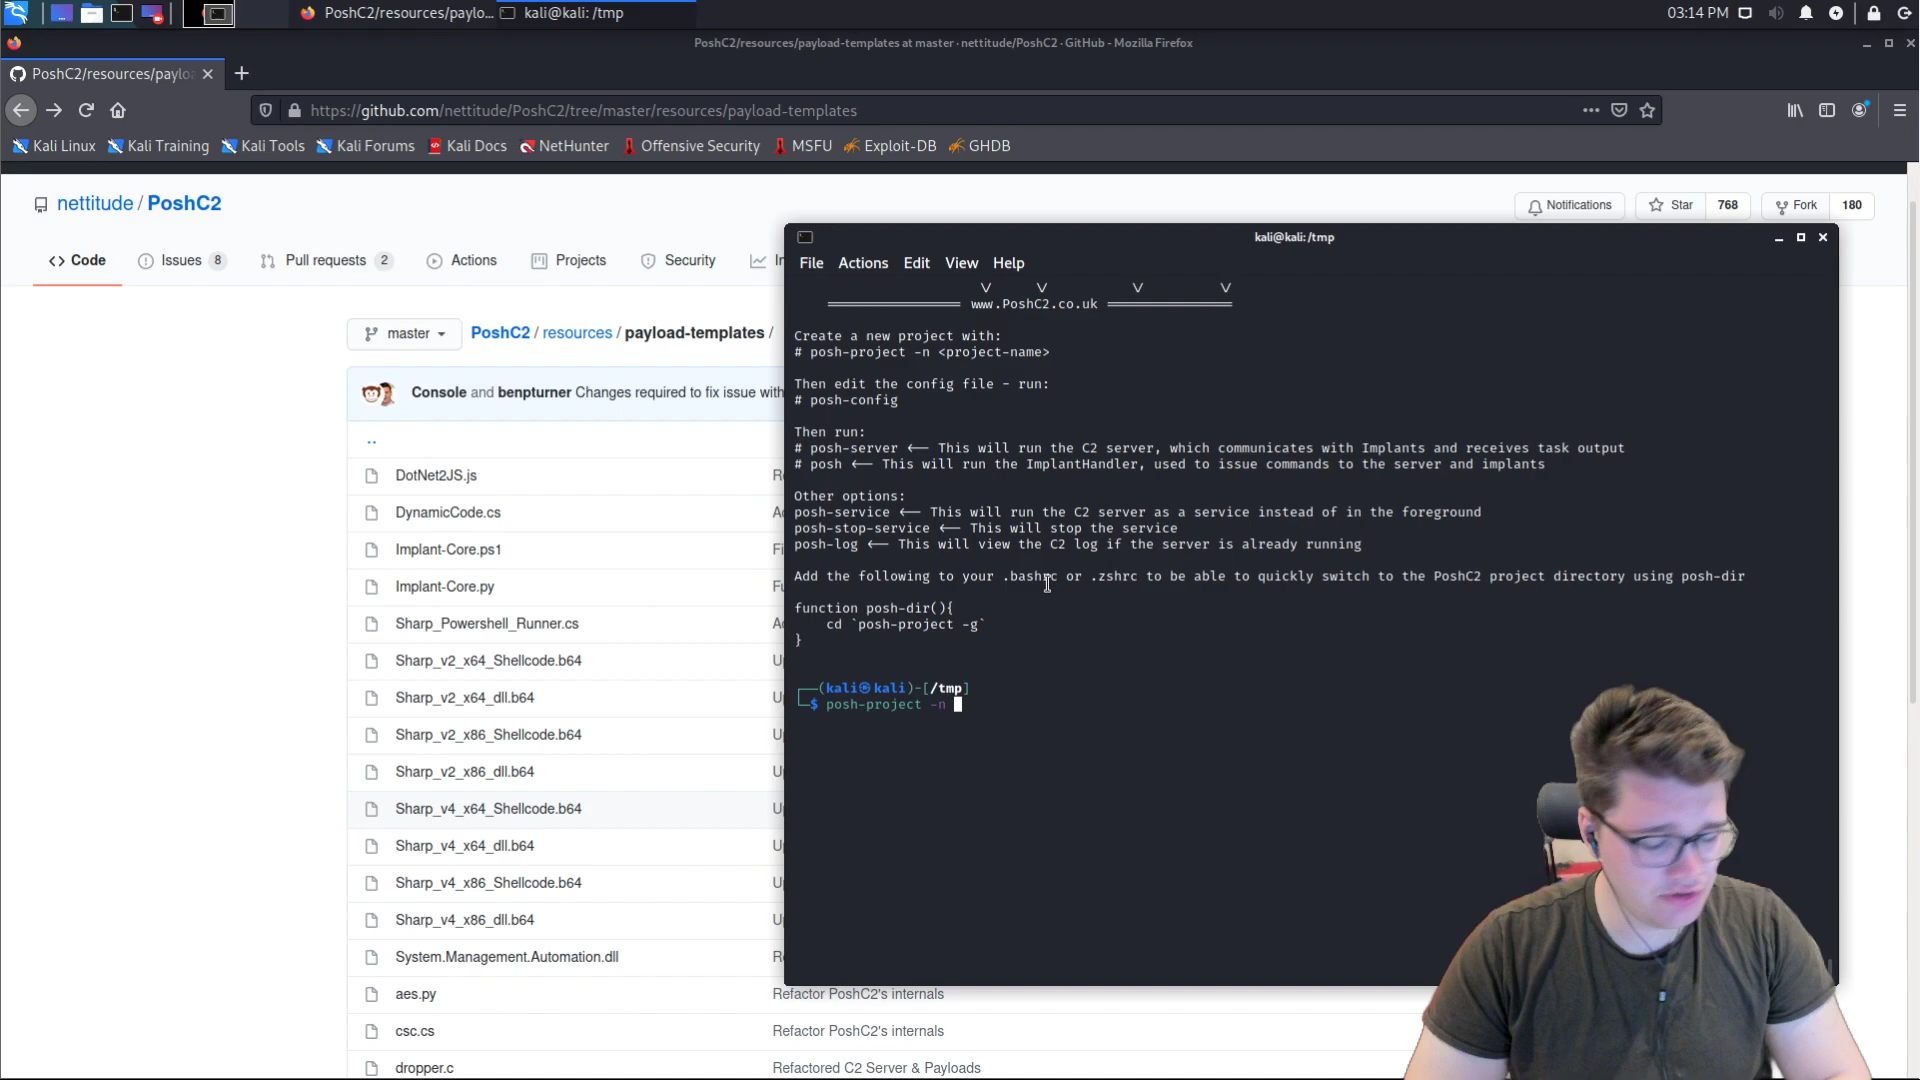 PoshC2/resources/paylo...
kali@kali: /tmp
03:14 PM
PoshC2/resources/payload-templates at master · nettitude/PoshC2 · GitHub - Mozilla Firefox
PoshC2/resources/paylo
https://github.com/nettitude/PoshC2/tree/master/resources/payload-templates
Kali Linux
Kali Training
Kali Tools
Kali Forums
Kali Docs
NetHunter
Offensive Security
MSFU
Exploit-DB
GHDB
nettitude / PoshC2
Notifications
Star 768
Fork 180
Code
Issues 8
Pull requests 2
Actions
Projects
Security
In
master
PoshC2 / resources / payload-templates /
Console and benpturner Changes required to fix issue with
..
DotNet2JS.js
DynamicCode.cs
Implant-Core.ps1
Implant-Core.py
Sharp_Powershell_Runner.cs
Sharp_v2_x64_Shellcode.b64
Sharp_v2_x64_dll.b64
Sharp_v2_x86_Shellcode.b64
Sharp_v2_x86_dll.b64
Sharp_v4_x64_Shellcode.b64
Sharp_v4_x64_dll.b64
Sharp_v4_x86_Shellcode.b64
Sharp_v4_x86_dll.b64
System.Management.Automation.dll
aes.py Refactor PoshC2's internals
csc.cs Refactor PoshC2's internals
dropper.c Refactored C2 Server & Payloads
kali@kali: /tmp
File Actions Edit View Help
V V V V
════════ www.PoshC2.co.uk ════════
Create a new project with:
# posh-project -n <project-name>
Then edit the config file - run:
# posh-config
Then run:
# posh-server <-- This will run the C2 server, which communicates with Implants and receives task output
# posh <-- This will run the ImplantHandler, used to issue commands to the server and implants
Other options:
posh-service <-- This will run the C2 server as a service instead of in the foreground
posh-stop-service <-- This will stop the service
posh-log <-- This will view the C2 log if the server is already running
Add the following to your .bashrc or .zshrc to be able to quickly switch to the PoshC2 project directory using posh-dir
function posh-dir(){
cd `posh-project -g`
}
┌──(kali㉿kali)-[/tmp]
└─$ posh-project -n